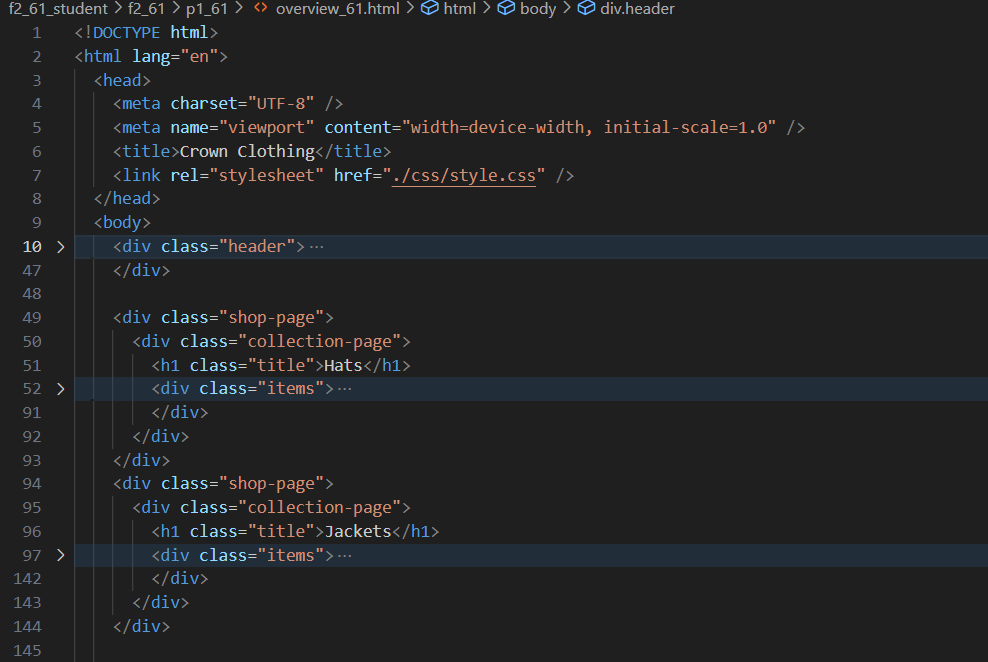 f2_61_student > f2_61 > p1_61 > <> overview_61.html > html > body > div.header
1 <!DOCTYPE html>
2 <html lang="en">
3 <head>
4 <meta charset="UTF-8" />
5 <meta name="viewport" content="width=device-width, initial-scale=1.0" />
6 <title>Crown Clothing</title>
7 <link rel="stylesheet" href="./css/style.css" />
8 </head>
9 <body>
10 > <div class="header"> ···
47 </div>
48
49 <div class="shop-page">
50 <div class="collection-page">
51 <h1 class="title">Hats</h1>
52 > <div class="items"> ···
91 </div>
92 </div>
93 </div>
94 <div class="shop-page">
95 <div class="collection-page">
96 <h1 class="title">Jackets</h1>
97 > <div class="items"> ···
142 </div>
143 </div>
144 </div>
145